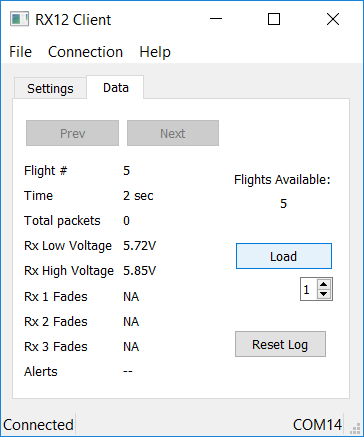 RX12 Client
File Connection Help
Settings Data
Prev Next
Flight # 5
Time 2 sec
Total packets 0
Rx Low Voltage 5.72V
Rx High Voltage 5.85V
Rx 1 Fades NA
Rx 2 Fades NA
Rx 3 Fades NA
Alerts --
Flights Available:
5
Load
1
Reset Log
Connected COM14